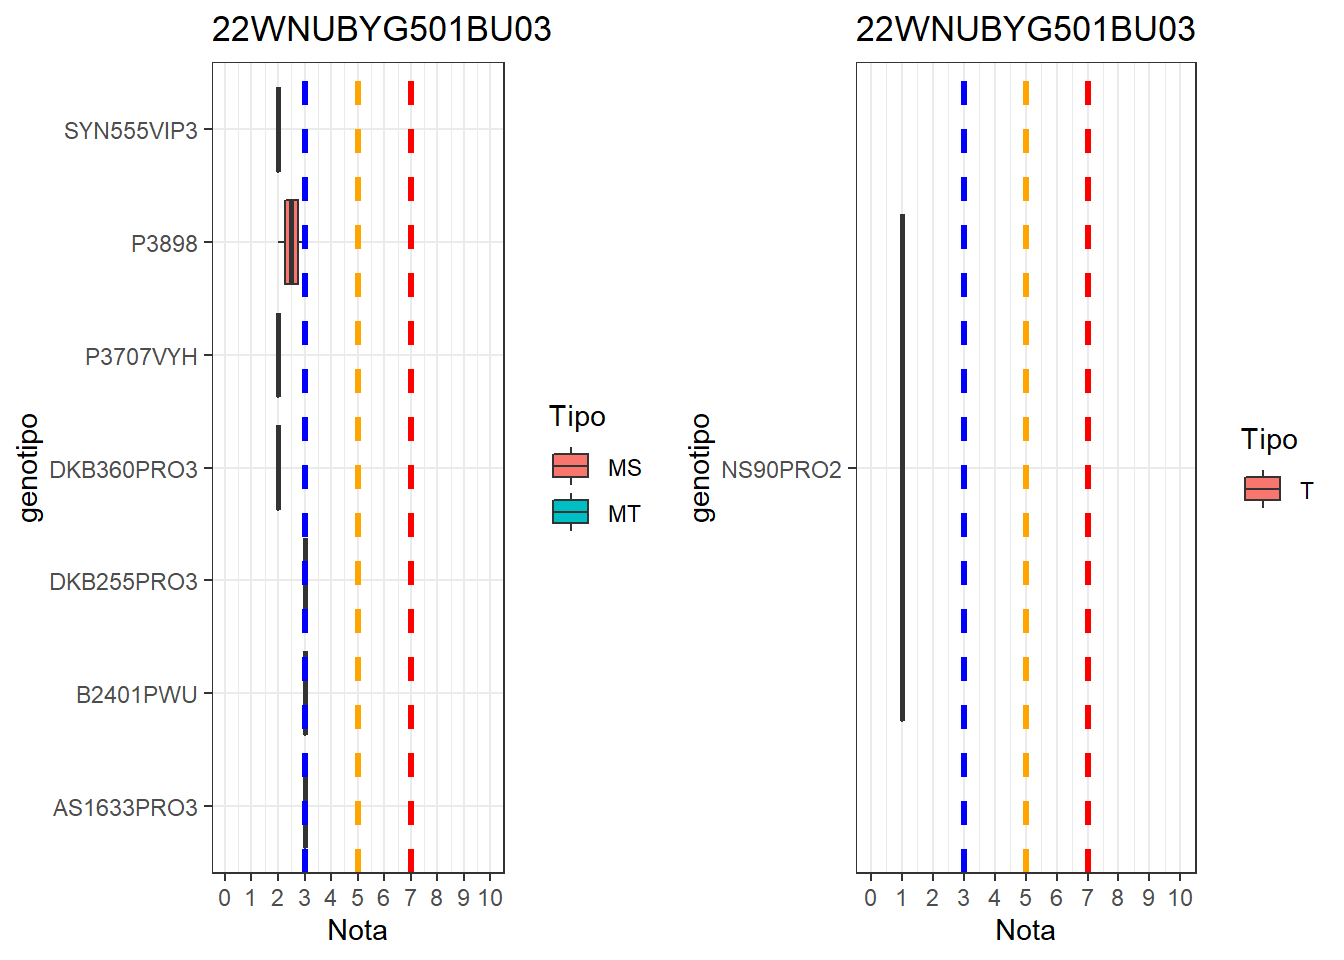 22WNUBYG501BU03
genotipo
SYN555VIP3
P3898
P3707VYH
DKB360PRO3
DKB255PRO3
B2401PWU
AS1633PRO3
0 1 2 3 4 5 6 7 8 9 10
Nota
Tipo
MS
MT
22WNUBYG501BU03
genotipo
NS90PRO2
0 1 2 3 4 5 6 7 8 9 10
Nota
Tipo
T